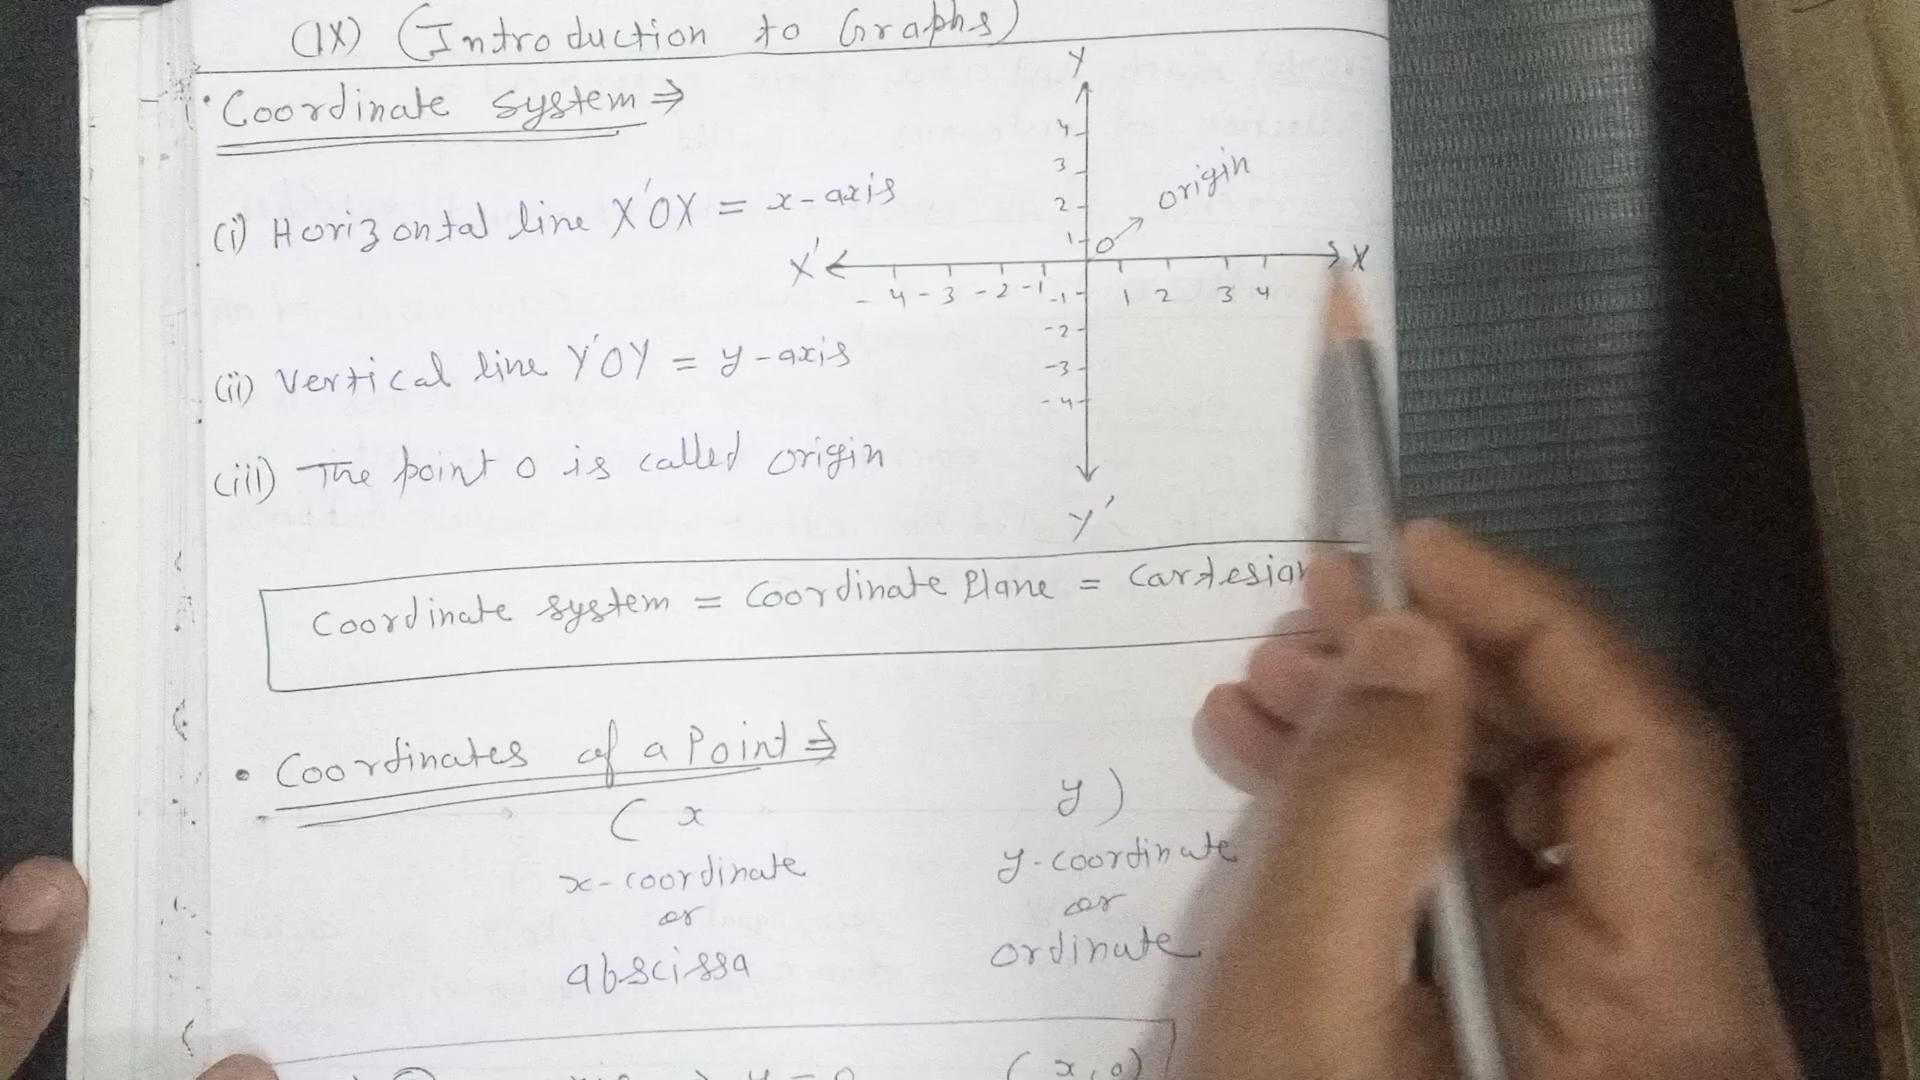 (IX) (Introduction to Graphs)
• Coordinate system ⇒
(i) Horizontal line X'OX = x-axis
(ii) Vertical line Y'OY = y-axis
(iii) The point O is called origin
Y
4
3
2
1
O
origin
X'
X
-4 -3 -2 -1
1 2 3 4
-1
-2
-3
-4
Y'
Coordinate system = Coordinate Plane = Cartesian
• Coordinates of a Point ⇒
( x y )
x-coordinate y-coordinate
or or
abscissa ordinate
(x, 0)